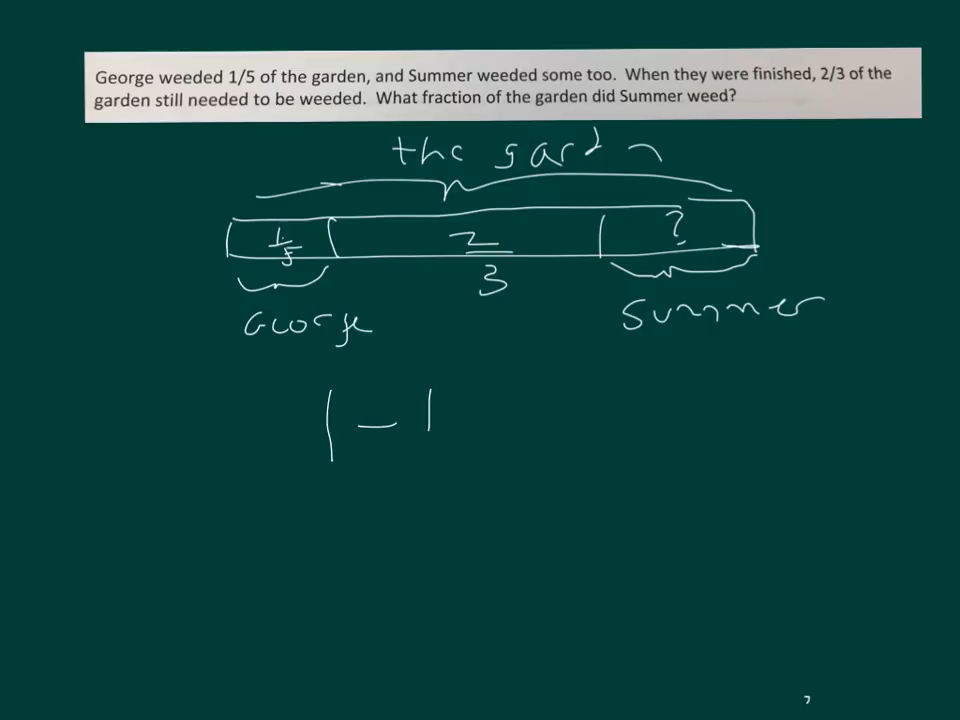 George weeded 1/5 of the garden, and Summer weeded some too. When they were finished, 2/3 of the
garden still needed to be weeded. What fraction of the garden did Summer weed?
the garden
1/5 2/3 ?
George Summer
1 - 1